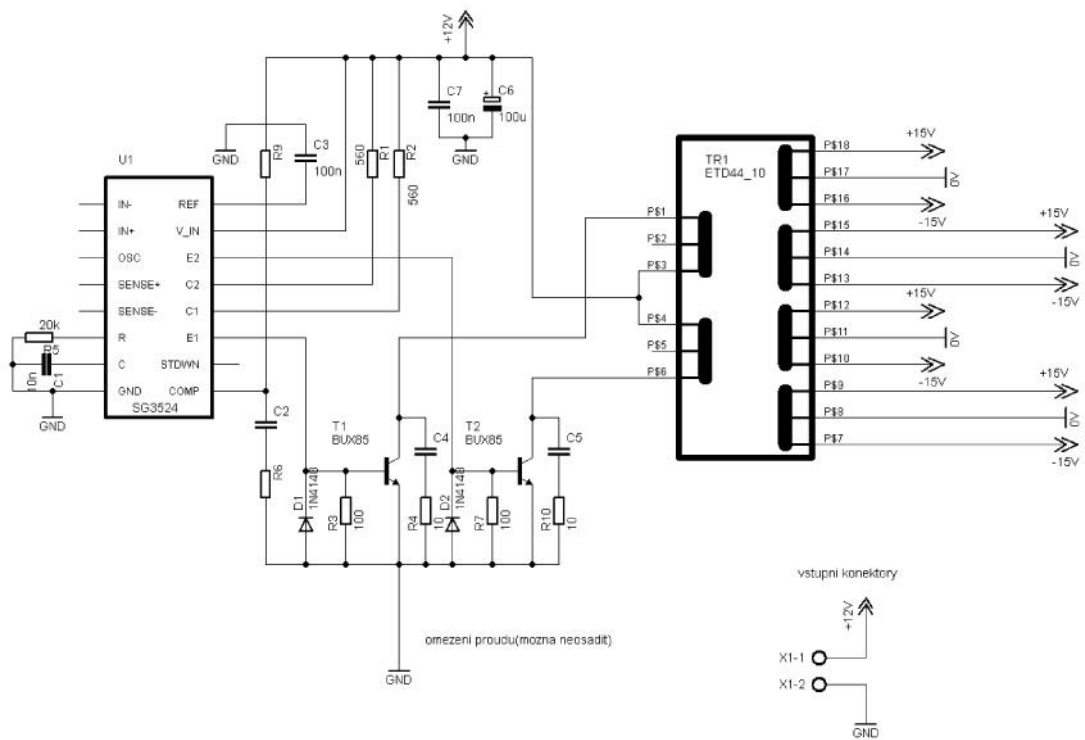 +12V
C7
100n
C6
100u
+
GND
GND
C3
100n
R9
560
R1
R2
560
U1
IN-
IN+
OSC
SENSE+
SENSE-
R
C
GND
REF
V_IN
E2
C2
C1
E1
STDWN
COMP
SG3524
20k
10n
C1
GND
C2
R6
T1
BUX85
C4
T2
BUX85
C5
D1
1N4148
R3
100
R4
10
D2
1N4148
R7
100
R10
10
GND
omezeni proudu(mozna neosadit)
TR1
ETD44_10
P$1
P$2
P$3
P$4
P$5
P$6
P$18
+15V
P$17
0V
P$16
-15V
P$15
+15V
P$14
0V
P$13
-15V
P$12
+15V
P$11
0V
P$10
-15V
P$9
+15V
P$8
0V
P$7
-15V
vstupni konektory
+12V
X1-1
X1-2
GND